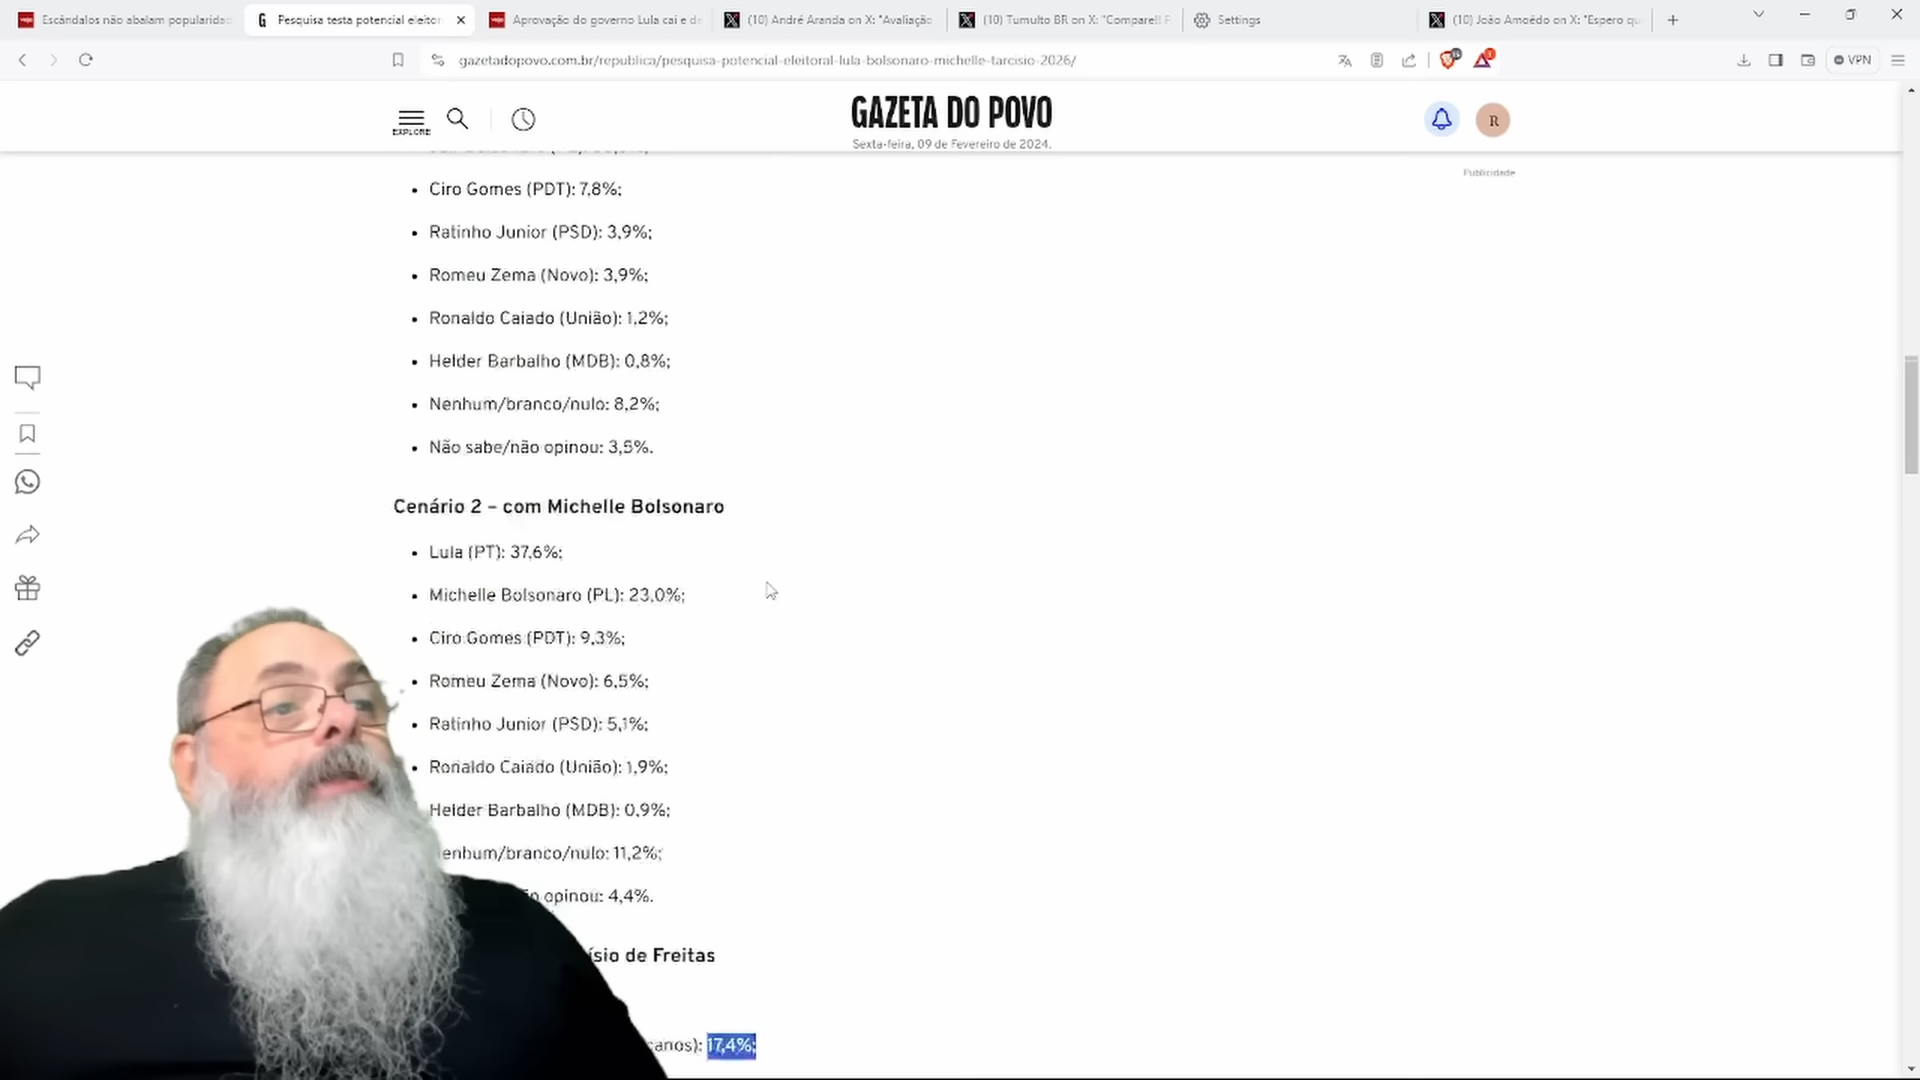 Escândalos não abalam popularidad
Pesquisa testa potencial eleitor
Aprovação do governo Lula cai e de
(10) André Aranda on X: "Avaliação
(10) Tumulto BR on X: "Compare!! F
Settings
(10) João Amoêdo on X: "Espero qu
gazetadopovo.com.br/republica/pesquisa-potencial-eleitoral-lula-bolsonaro-michelle-tarcisio-2026/
VPN
EXPLORE
GAZETA DO POVO
R
Sexta-feira, 09 de Fevereiro de 2024.
Publicidade
Ciro Gomes (PDT): 7,8%;
Ratinho Junior (PSD): 3,9%;
Romeu Zema (Novo): 3,9%;
Ronaldo Caiado (União): 1,2%;
Helder Barbalho (MDB): 0,8%;
Nenhum/branco/nulo: 8,2%;
Não sabe/não opinou: 3,5%.
Cenário 2 – com Michelle Bolsonaro
Lula (PT): 37,6%;
Michelle Bolsonaro (PL): 23,0%;
Ciro Gomes (PDT): 9,3%;
Romeu Zema (Novo): 6,5%;
Ratinho Junior (PSD): 5,1%;
Ronaldo Caiado (União): 1,9%;
Helder Barbalho (MDB): 0,9%;
enhum/branco/nulo: 11,2%;
opinou: 4,4%.
ísio de Freitas
canos): 17,4%;